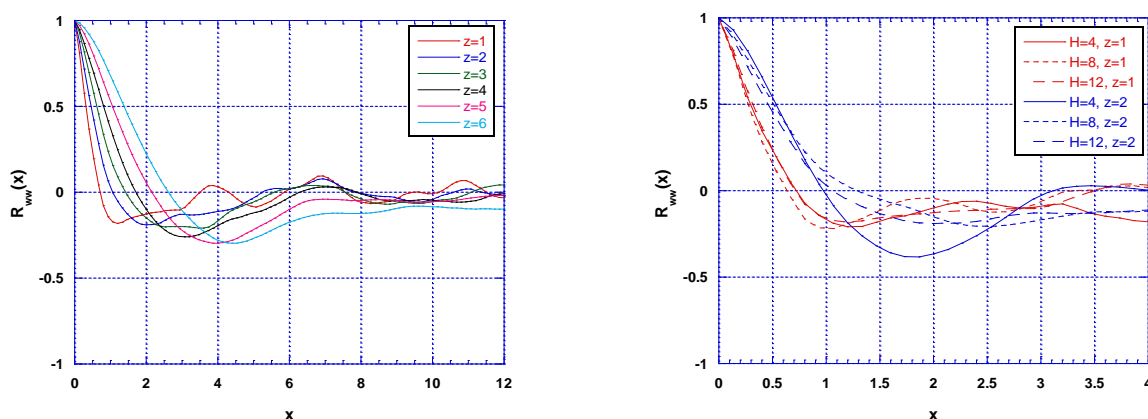 1
0.5
0
-0.5
-1
R_ww(x)
0 2 4 6 8 10 12
x
z=1
z=2
z=3
z=4
z=5
z=6
1
0.5
0
-0.5
-1
R_ww(x)
0 0.5 1 1.5 2 2.5 3 3.5 4
x
H=4, z=1
H=8, z=1
H=12, z=1
H=4, z=2
H=8, z=2
H=12, z=2